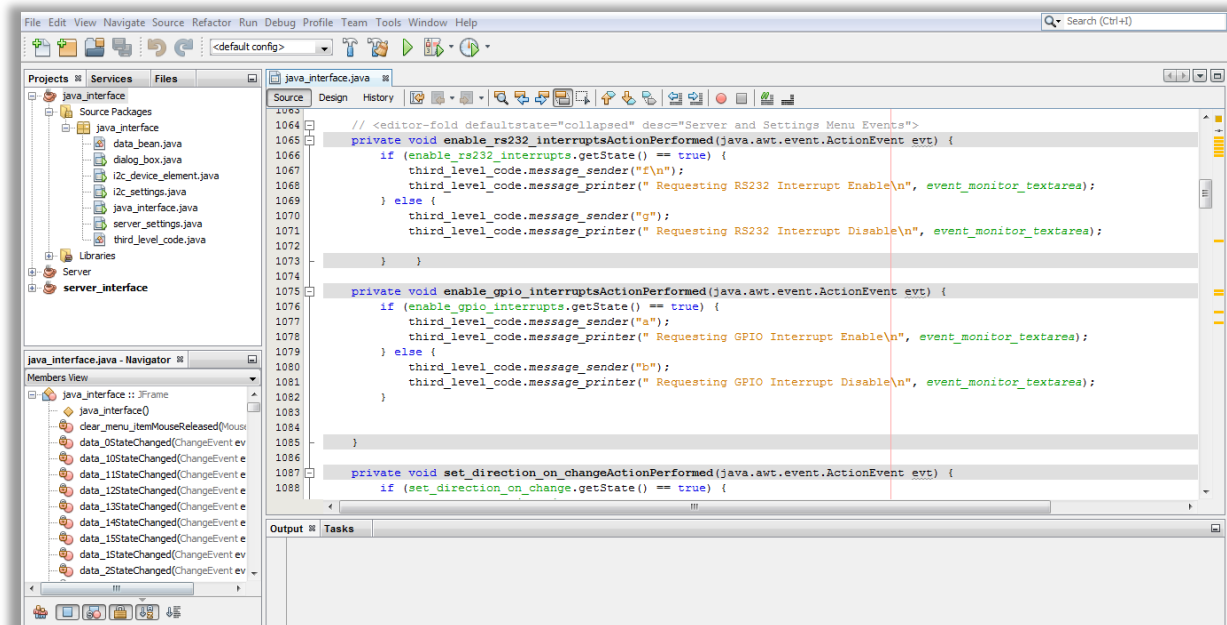 File Edit View Navigate Source Refactor Run Debug Profile Team Tools Window Help
Search (Ctrl+I)
<default config>
Projects Services Files
java_interface
Source Packages
java_interface
data_bean.java
dialog_box.java
i2c_device_element.java
i2c_settings.java
java_interface.java
server_settings.java
third_level_code.java
Libraries
Server
server_interface
java_interface.java - Navigator
Members View
java_interface :: JFrame
java_interface()
clear_menu_itemMouseReleased(Mouse
data_0StateChanged(ChangeEvent ev
data_10StateChanged(ChangeEvent e
data_11StateChanged(ChangeEvent e
data_12StateChanged(ChangeEvent e
data_13StateChanged(ChangeEvent e
data_14StateChanged(ChangeEvent e
data_15StateChanged(ChangeEvent e
data_1StateChanged(ChangeEvent ev
data_2StateChanged(ChangeEvent ev
java_interface.java
Source Design History
1063
1064 // <editor-fold defaultstate="collapsed" desc="Server and Settings Menu Events">
1065 private void enable_rs232_interruptsActionPerformed(java.awt.event.ActionEvent evt) {
1066 if (enable_rs232_interrupts.getState() == true) {
1067 third_level_code.message_sender("f\n");
1068 third_level_code.message_printer(" Requesting RS232 Interrupt Enable\n", event_monitor_textarea);
1069 } else {
1070 third_level_code.message_sender("g");
1071 third_level_code.message_printer(" Requesting RS232 Interrupt Disable\n", event_monitor_textarea);
1072
1073 } }
1074
1075 private void enable_gpio_interruptsActionPerformed(java.awt.event.ActionEvent evt) {
1076 if (enable_gpio_interrupts.getState() == true) {
1077 third_level_code.message_sender("a");
1078 third_level_code.message_printer(" Requesting GPIO Interrupt Enable\n", event_monitor_textarea);
1079 } else {
1080 third_level_code.message_sender("b");
1081 third_level_code.message_printer(" Requesting GPIO Interrupt Disable\n", event_monitor_textarea);
1082 }
1083
1084
1085 }
1086
1087 private void set_direction_on_changeActionPerformed(java.awt.event.ActionEvent evt) {
1088 if (set_direction_on_change.getState() == true) {
Output Tasks